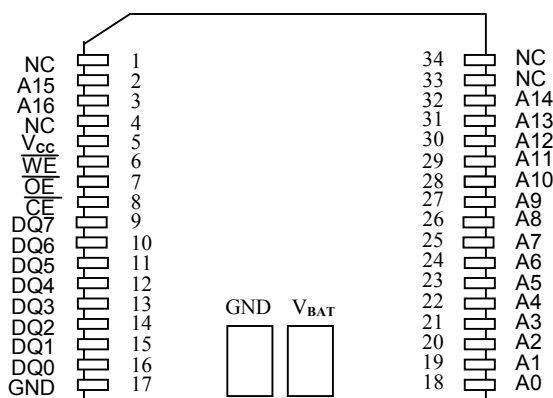 NC 1 34 NC
A15 2 33 NC
A16 3 32 A14
NC 4 31 A13
Vcc 5 30 A12
W̅E̅ 6 29 A11
O̅E̅ 7 28 A10
C̅E̅ 8 27 A9
DQ7 9 26 A8
DQ6 10 25 A7
DQ5 11 24 A6
DQ4 12 23 A5
DQ3 13 22 A4
DQ2 14 21 A3
DQ1 15 20 A2
DQ0 16 19 A1
GND 17 18 A0
GND VBAT